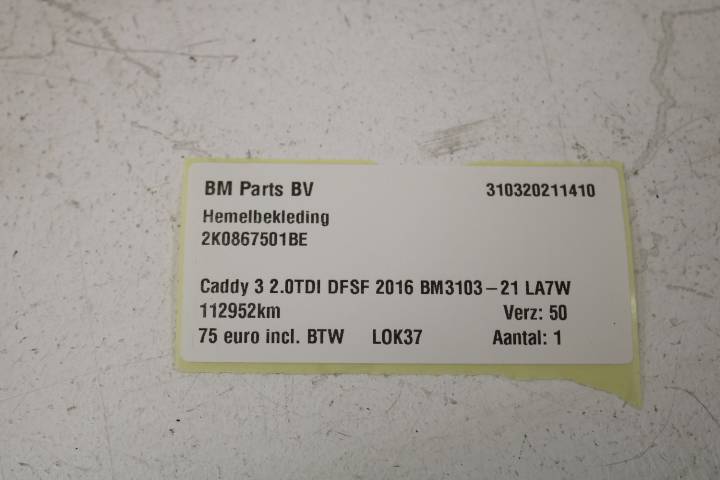 BM Parts BV 310320211410
Hemelbekleding
2K0867501BE
Caddy 3 2.0TDI DFSF 2016 BM3103-21 LA7W
112952km Verz: 50
75 euro incl. BTW LOK37 Aantal: 1